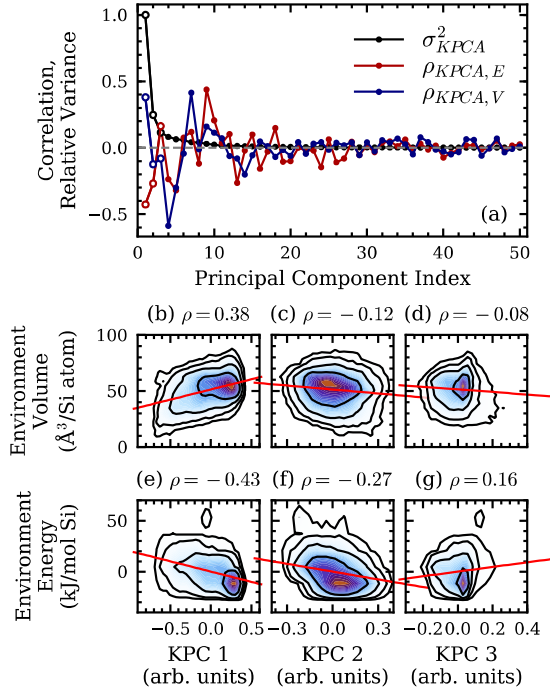 Correlation,
Relative Variance
1.0
0.5
0.0
−0.5
σ²_KPCA
ρ_KPCA, E
ρ_KPCA, V
(a)
0 10 20 30 40 50
Principal Component Index
(b) ρ = 0.38 (c) ρ = −0.12 (d) ρ = −0.08
Environment
Volume
(Å³/Si atom)
100
50
0
(e) ρ = −0.43 (f) ρ = −0.27 (g) ρ = 0.16
Environment
Energy
(kJ/mol Si)
50
0
−0.5 0.0 0.5 −0.3 0.0 0.3 −0.2 0.0 0.2 0.4
KPC 1 KPC 2 KPC 3
(arb. units) (arb. units) (arb. units)